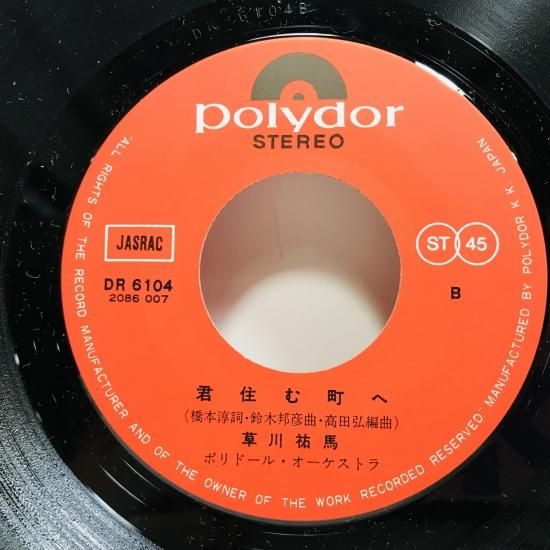 DR 6104B
polydor
STEREO
JASRAC
ST 45
DR 6104
2086 007
B
君住む町へ
(橋本淳詞・鈴木邦彦曲・高田弘編曲)
草川祐馬
ポリドール・オーケストラ
"ALL RIGHTS OF THE RECORD MANUFACTURER AND OF THE OWNER OF THE WORK RECORDED RESERVED" MANUFACTURED BY POLYDOR K.K. JAPAN